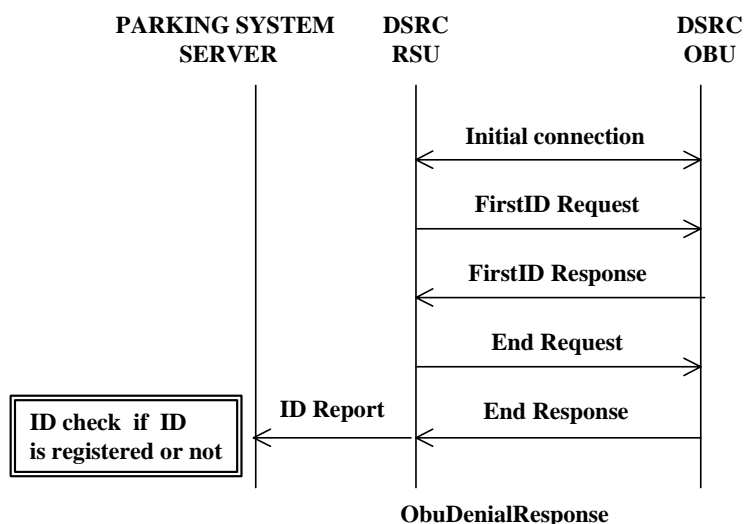 PARKING SYSTEM
SERVER
DSRC
RSU
DSRC
OBU
Initial connection
FirstID Request
FirstID Response
End Request
ID check if ID
is registered or not
ID Report
End Response
ObuDenialResponse